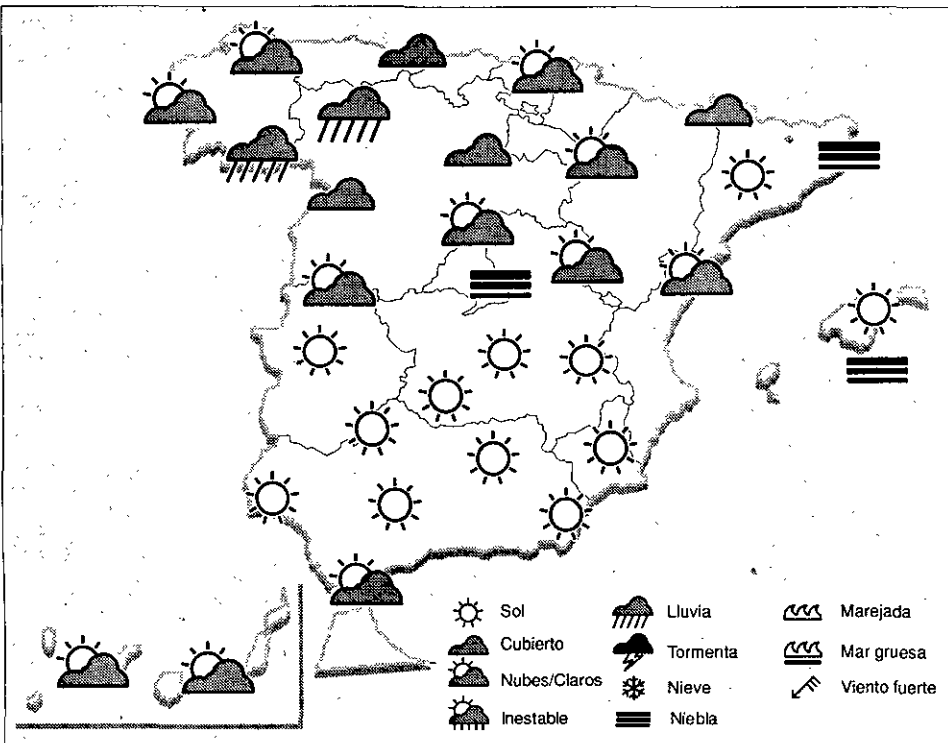 Sol
Cubierto
Nubes/Claros
Inestable
Lluvia
Tormenta
Nieve
Niebla
Marejada
Mar gruesa
Viento fuerte